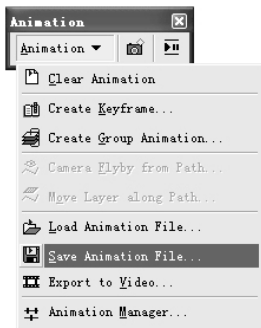 Animation
Animation
Clear Animation
Create Keyframe...
Create Group Animation...
Camera Flyby from Path...
Move Layer along Path...
Load Animation File...
Save Animation File...
Export to Video...
Animation Manager...